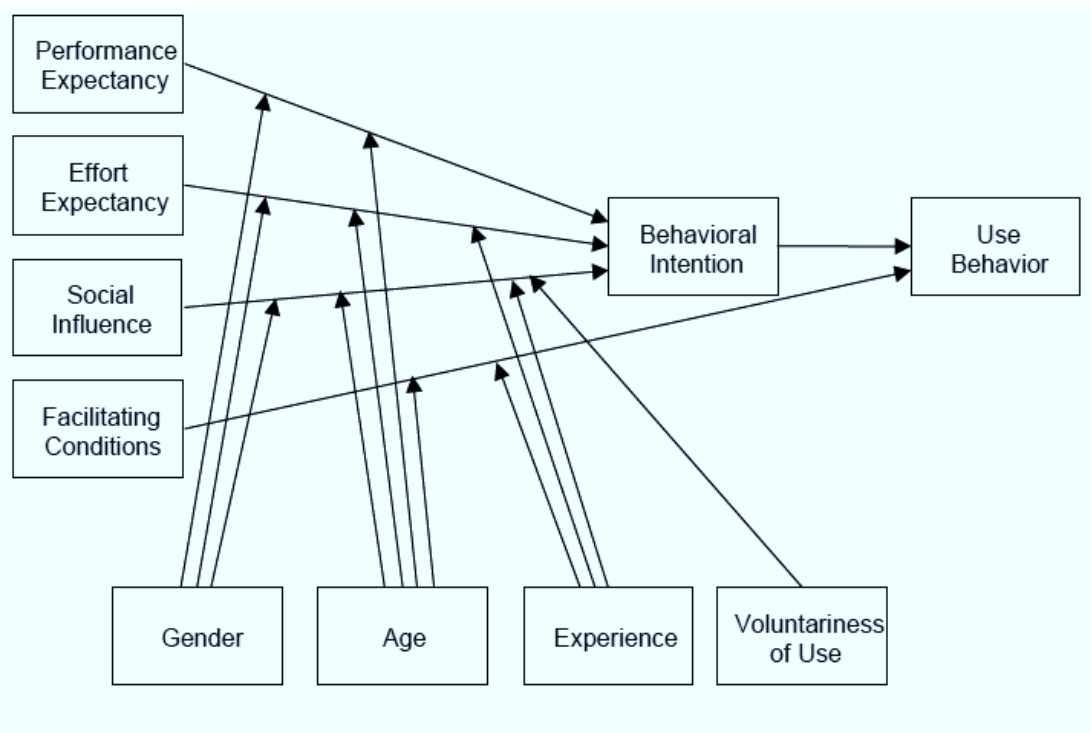 Performance
Expectancy
Effort
Expectancy
Social
Influence
Facilitating
Conditions
Behavioral
Intention
Use
Behavior
Gender
Age
Experience
Voluntariness
of Use